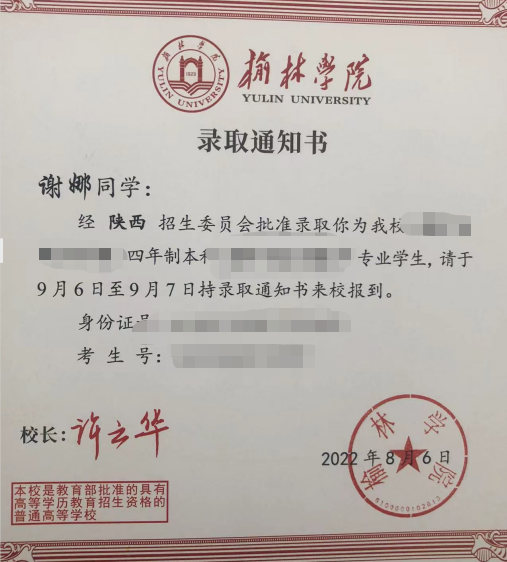 榆林学院
YULIN UNIVERSITY
1923
榆林学院
YULIN UNIVERSITY
录取通知书
谢娜同学：
经 陕西 招生委员会批准录取你为我校
四年制本科 专业学生，请于
9月6日至9月7日持录取通知书来校报到。
身份证号
考 生 号：
校长：许云华
榆林学院
2022年8月6日
本校是教育部批准的具有
高等学历教育招生资格的
普通高等学校